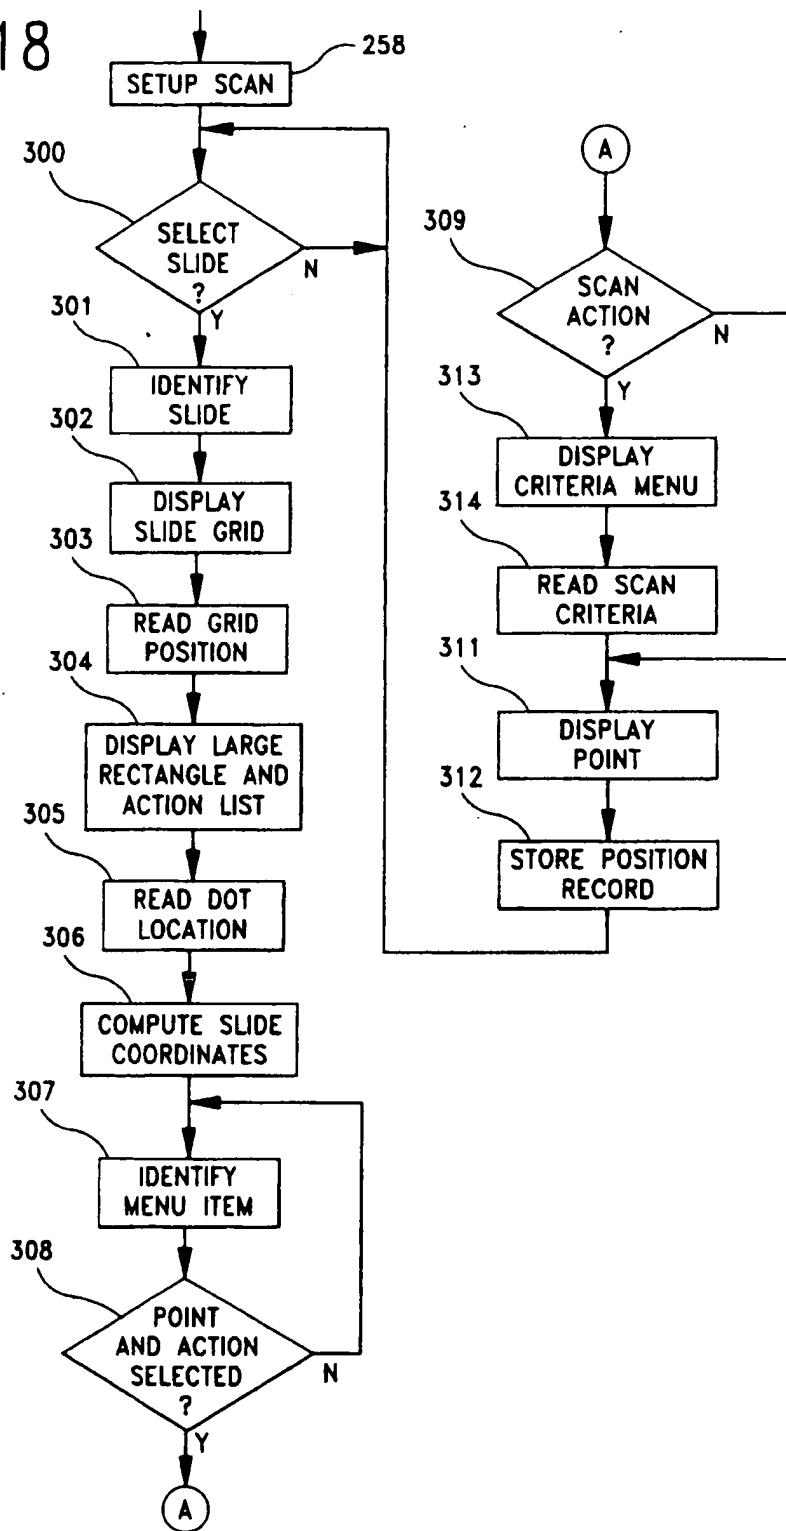 18
SETUP SCAN
258
300
SELECT
SLIDE
?
N
Y
301
IDENTIFY
SLIDE
302
DISPLAY
SLIDE GRID
303
READ GRID
POSITION
304
DISPLAY LARGE
RECTANGLE AND
ACTION LIST
305
READ DOT
LOCATION
306
COMPUTE SLIDE
COORDINATES
307
IDENTIFY
MENU ITEM
308
POINT
AND ACTION
SELECTED
?
N
Y
A
A
309
SCAN
ACTION
?
N
Y
313
DISPLAY
CRITERIA MENU
314
READ SCAN
CRITERIA
311
DISPLAY
POINT
312
STORE POSITION
RECORD